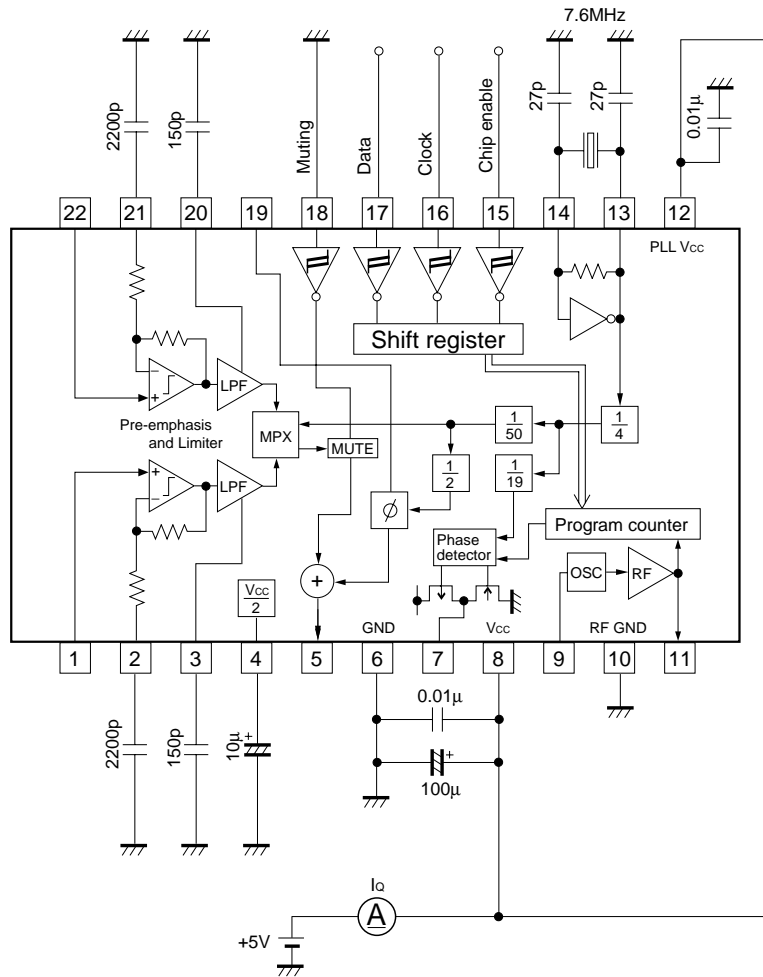 7.6MHz
2200p
150p
Muting
Data
Clock
Chip enable
27p
27p
0.01μ
22
21
20
19
18
17
16
15
14
13
12
PLL VCC
Shift register
LPF
Pre-emphasis
and Limiter
MPX
MUTE
1/50
1/4
1/2
1/19
LPF
ϕ
Phase
detector
Program counter
OSC
RF
+
VCC/2
GND
VCC
RF GND
1
2
3
4
5
6
7
8
9
10
11
2200p
150p
10μ
+
0.01μ
+
100μ
IQ
A
+5V